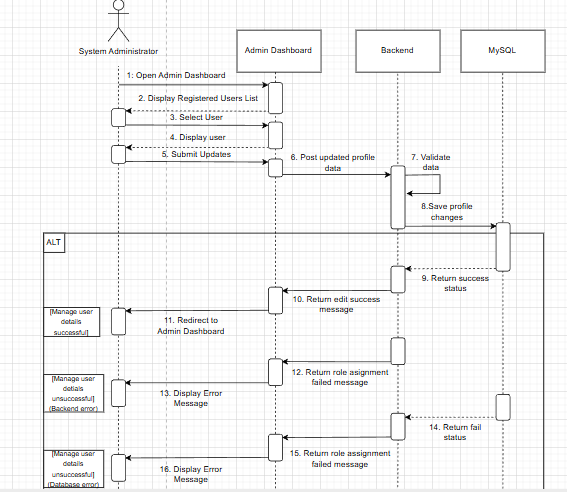 System Administrator
Admin Dashboard
Backend
MySQL
1: Open Admin Dashboard
2. Display Registered Users List
3. Select User
4. Display user
5. Submit Updates
6. Post updated profile
data
7. Validate
data
8.Save profile
changes
ALT
9. Return success
status
10. Return edit success
message
[Manage user
details
successful]
11. Redirect to
Admin Dashboard
12. Return role asignment
failed message
[Manage user
detials
unsuccessful]
(Backend error)
13. Display Error
Message
14. Return fail
status
15. Return role assignment
failed message
[Manage user
details
unsuccessful]
(Database error)
16. Display Error
Message